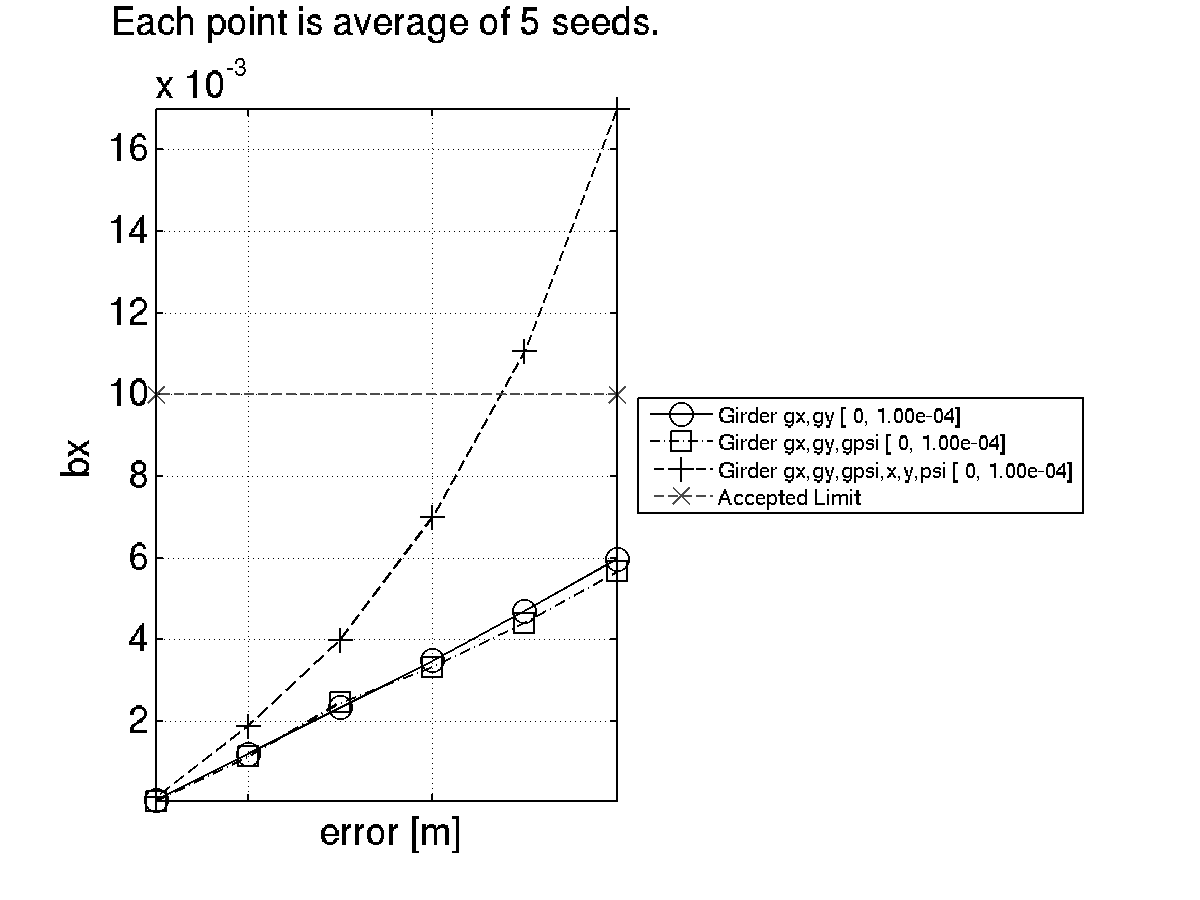 Each point is average of 5 seeds.
x 10-3
16
14
12
10
8
6
4
2
bx
error [m]
Girder gx,gy [ 0, 1.00e-04]
Girder gx,gy,gpsi [ 0, 1.00e-04]
Girder gx,gy,gpsi,x,y,psi [ 0, 1.00e-04]
Accepted Limit